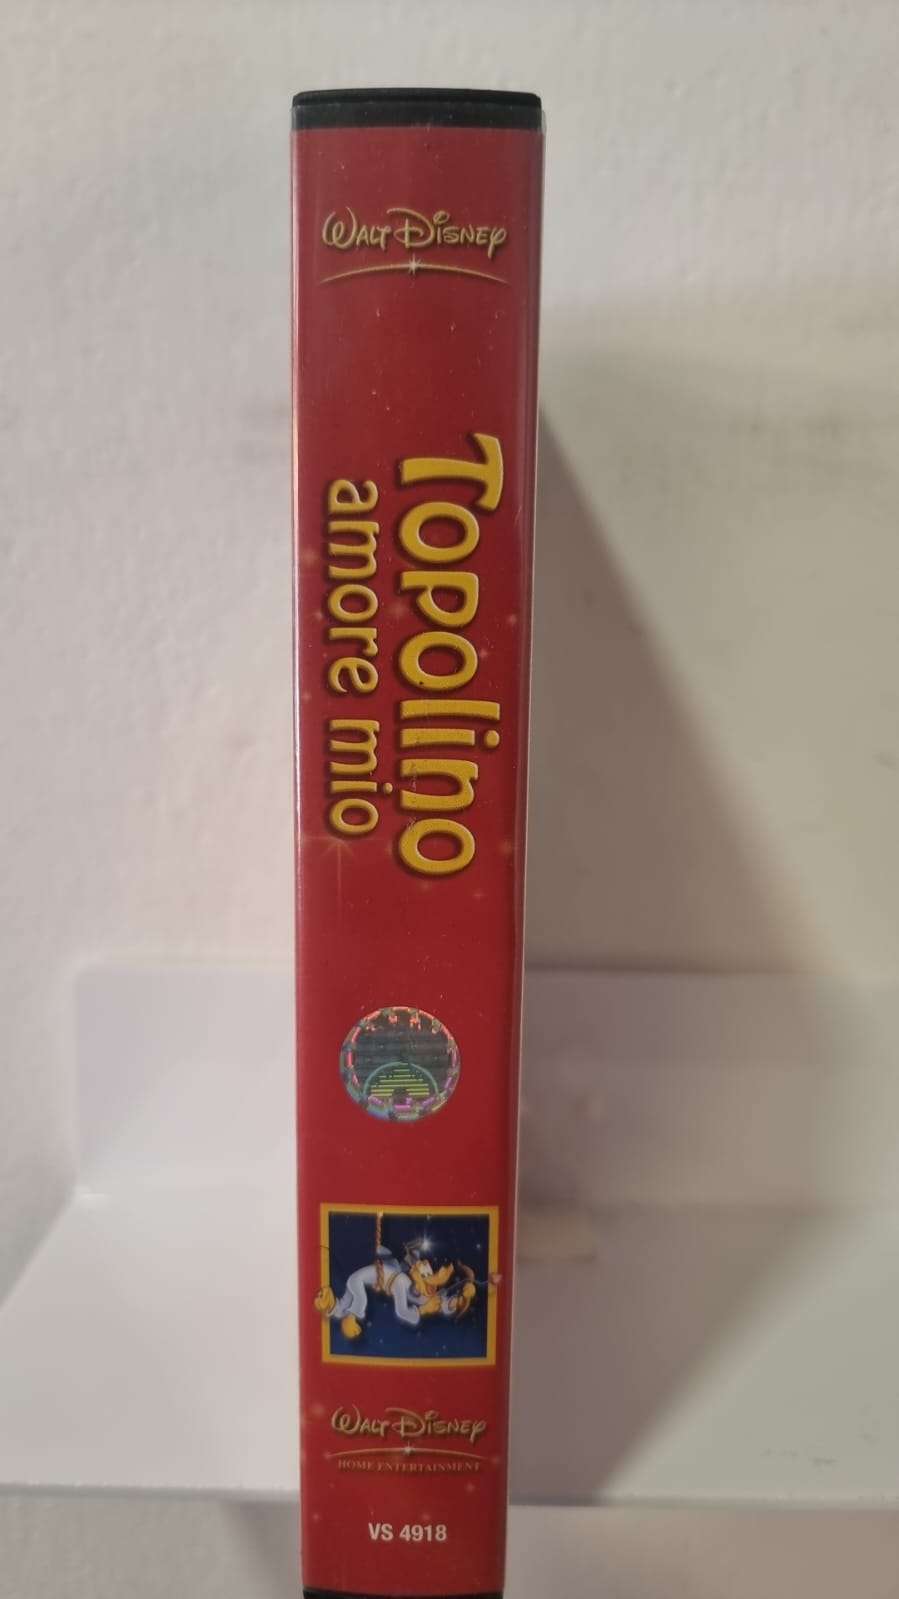 Walt Disney
Topolino
amore mio
Walt Disney
HOME ENTERTAINMENT
VS 4918